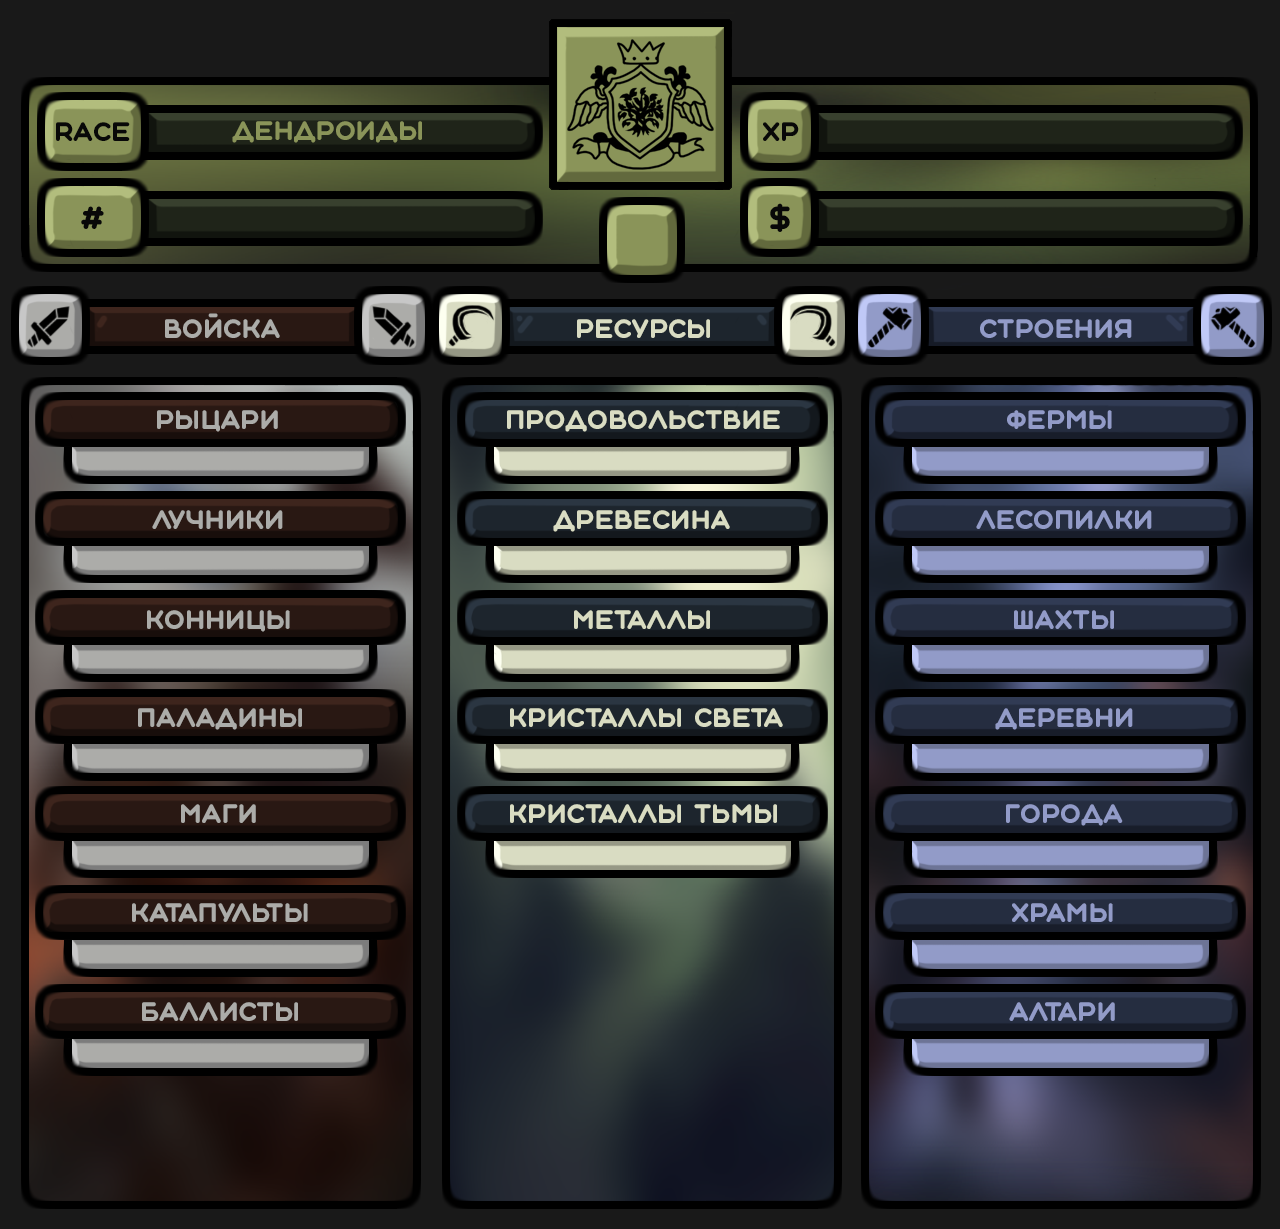 RACE ДЕНДРОИДЫ
XP
#
$
ВОЙСКА
РЕСУРСЫ
СТРОЕНИЯ
РЫЦАРИ
ЛУЧНИКИ
КОННИЦЫ
ПАЛАДИНЫ
МАГИ
КАТАПУЛЬТЫ
БАЛЛИСТЫ
ПРОДОВОЛЬСТВИЕ
ДРЕВЕСИНА
МЕТАЛЛЫ
КРИСТАЛЛЫ СВЕТА
КРИСТАЛЛЫ ТЬМЫ
ФЕРМЫ
ЛЕСОПИЛКИ
ШАХТЫ
ДЕРЕВНИ
ГОРОДА
ХРАМЫ
АЛТАРИ